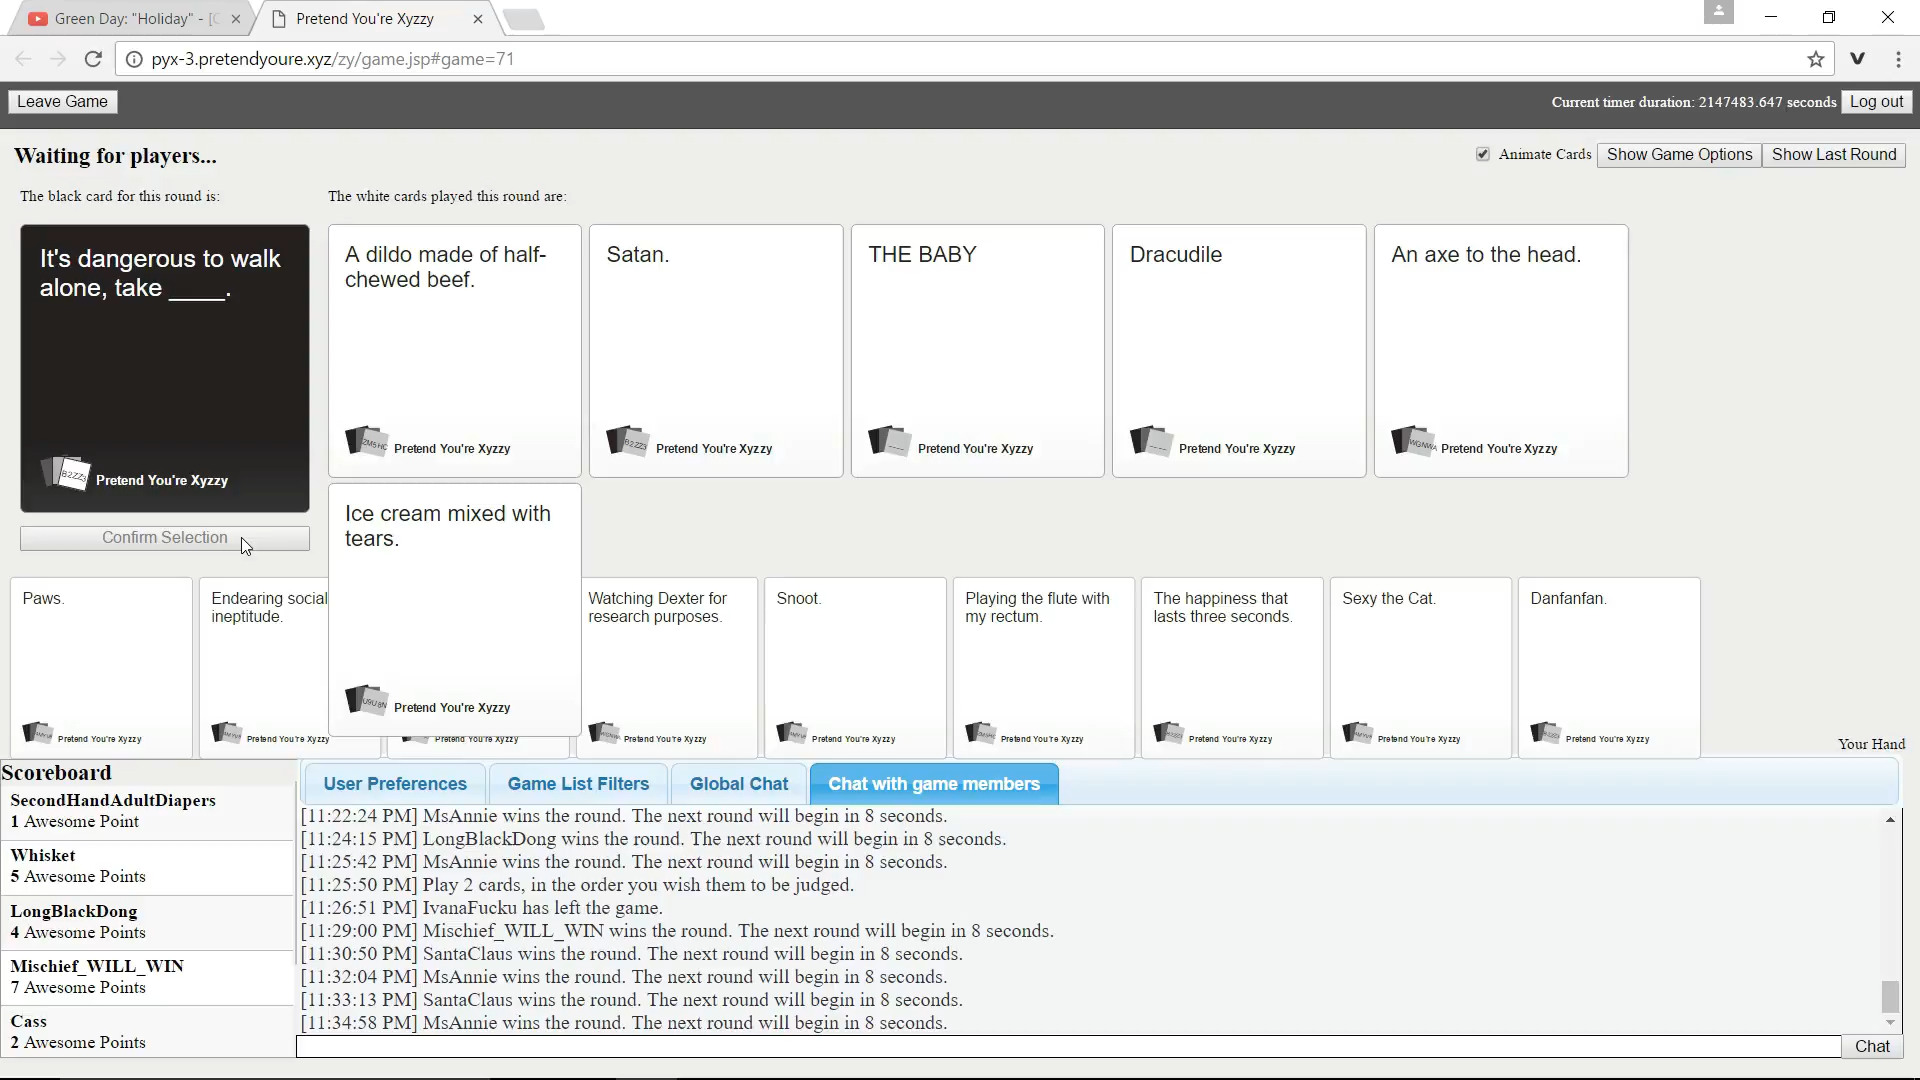 Green Day: "Holiday" - [
Pretend You're Xyzzy
pyx-3.pretendyoure.xyz/zy/game.jsp#game=71
Leave Game
Current timer duration: 2147483.647 seconds
Log out
Waiting for players...
Animate Cards
Show Game Options
Show Last Round
The black card for this round is:
The white cards played this round are:
It's dangerous to walk
alone, take ____.
B2ZZ3
Pretend You're Xyzzy
Confirm Selection
A dildo made of half-
chewed beef.
ZM5HC
Pretend You're Xyzzy
Satan.
B2ZZ3
Pretend You're Xyzzy
THE BABY
____
Pretend You're Xyzzy
Dracudile
____
Pretend You're Xyzzy
An axe to the head.
WGNWA
Pretend You're Xyzzy
Ice cream mixed with
tears.
U9U8N
Pretend You're Xyzzy
Paws.
Pretend You're Xyzzy
Endearing social
ineptitude.
Pretend You're Xyzzy
Pretend You're Xyzzy
Watching Dexter for
research purposes.
Pretend You're Xyzzy
Snoot.
Pretend You're Xyzzy
Playing the flute with
my rectum.
Pretend You're Xyzzy
The happiness that
lasts three seconds.
Pretend You're Xyzzy
Sexy the Cat.
Pretend You're Xyzzy
Danfanfan.
Pretend You're Xyzzy
Your Hand
Scoreboard
SecondHandAdultDiapers
1 Awesome Point
Whisket
5 Awesome Points
LongBlackDong
4 Awesome Points
Mischief_WILL_WIN
7 Awesome Points
Cass
2 Awesome Points
User Preferences
Game List Filters
Global Chat
Chat with game members
[11:22:24 PM] MsAnnie wins the round. The next round will begin in 8 seconds.
[11:24:15 PM] LongBlackDong wins the round. The next round will begin in 8 seconds.
[11:25:42 PM] MsAnnie wins the round. The next round will begin in 8 seconds.
[11:25:50 PM] Play 2 cards, in the order you wish them to be judged.
[11:26:51 PM] IvanaFucku has left the game.
[11:29:00 PM] Mischief_WILL_WIN wins the round. The next round will begin in 8 seconds.
[11:30:50 PM] SantaClaus wins the round. The next round will begin in 8 seconds.
[11:32:04 PM] MsAnnie wins the round. The next round will begin in 8 seconds.
[11:33:13 PM] SantaClaus wins the round. The next round will begin in 8 seconds.
[11:34:58 PM] MsAnnie wins the round. The next round will begin in 8 seconds.
Chat